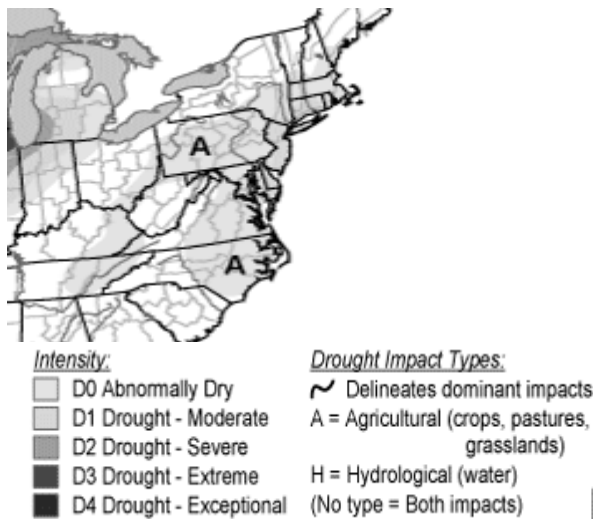 A
A
Intensity:
D0 Abnormally Dry
D1 Drought - Moderate
D2 Drought - Severe
D3 Drought - Extreme
D4 Drought - Exceptional
Drought Impact Types:
Delineates dominant impacts
A = Agricultural (crops, pastures,
grasslands)
H = Hydrological (water)
(No type = Both impacts)